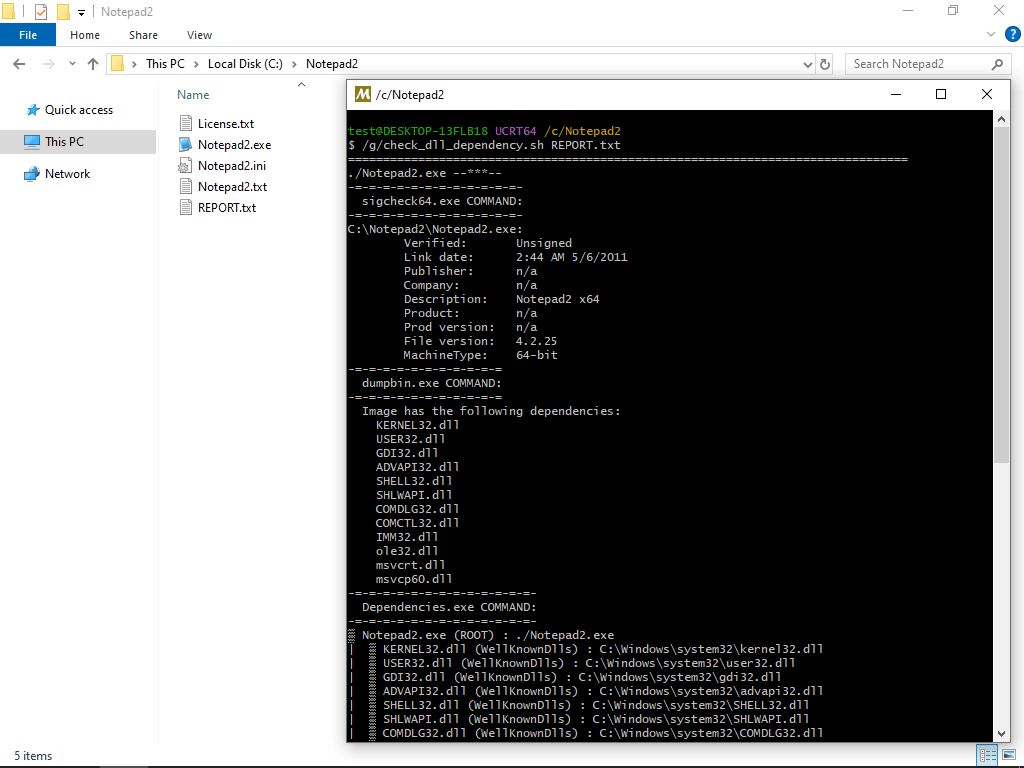 Notepad2
File Home Share View
This PC Local Disk (C:) Notepad2
Search Notepad2
Name
Quick access
This PC
Network
License.txt
Notepad2.exe
Notepad2.ini
Notepad2.txt
REPORT.txt
5 items
/c/Notepad2
test@DESKTOP-13FLB18 UCRT64 /c/Notepad2
$ /g/check_dll_dependency.sh REPORT.txt
================================================================================
./Notepad2.exe --***--
-=-=-=-=-=-=-=-=-=-=-=-=-
sigcheck64.exe COMMAND:
-=-=-=-=-=-=-=-=-=-=-=-=-
C:\Notepad2\Notepad2.exe:
Verified: Unsigned
Link date: 2:44 AM 5/6/2011
Publisher: n/a
Company: n/a
Description: Notepad2 x64
Product: n/a
Prod version: n/a
File version: 4.2.25
MachineType: 64-bit
-=-=-=-=-=-=-=-=-=-=-=
dumpbin.exe COMMAND:
-=-=-=-=-=-=-=-=-=-=-=
Image has the following dependencies:
KERNEL32.dll
USER32.dll
GDI32.dll
ADVAPI32.dll
SHELL32.dll
SHLWAPI.dll
COMDLG32.dll
COMCTL32.dll
IMM32.dll
ole32.dll
msvcrt.dll
msvcp60.dll
-=-=-=-=-=-=-=-=-=-=-=-=-=-
Dependencies.exe COMMAND:
-=-=-=-=-=-=-=-=-=-=-=-=-=-
Notepad2.exe (ROOT) : ./Notepad2.exe
| KERNEL32.dll (WellKnownDlls) : C:\Windows\system32\kernel32.dll
| USER32.dll (WellKnownDlls) : C:\Windows\system32\user32.dll
| GDI32.dll (WellKnownDlls) : C:\Windows\system32\gdi32.dll
| ADVAPI32.dll (WellKnownDlls) : C:\Windows\system32\advapi32.dll
| SHELL32.dll (WellKnownDlls) : C:\Windows\system32\SHELL32.dll
| SHLWAPI.dll (WellKnownDlls) : C:\Windows\system32\SHLWAPI.dll
| COMDLG32.dll (WellKnownDlls) : C:\Windows\system32\COMDLG32.dll